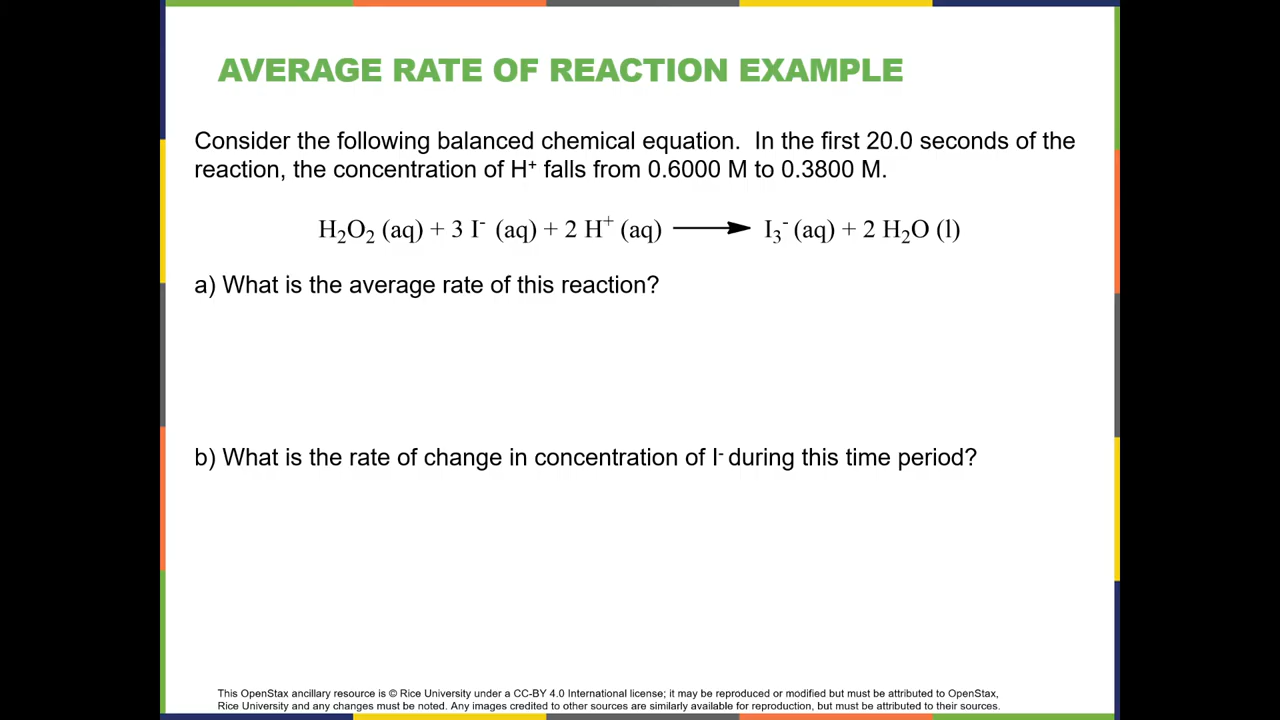 AVERAGE RATE OF REACTION EXAMPLE
Consider the following balanced chemical equation.  In the first 20.0 seconds of the
reaction, the concentration of H⁺ falls from 0.6000 M to 0.3800 M.
H₂O₂ (aq) + 3 I⁻ (aq) + 2 H⁺ (aq) ⟶ I₃⁻ (aq) + 2 H₂O (l)
a) What is the average rate of this reaction?
b) What is the rate of change in concentration of I⁻ during this time period?
This OpenStax ancillary resource is © Rice University under a CC-BY 4.0 International license; it may be reproduced or modified but must be attributed to OpenStax,
Rice University and any changes must be noted. Any images credited to other sources are similarly available for reproduction, but must be attributed to their sources.